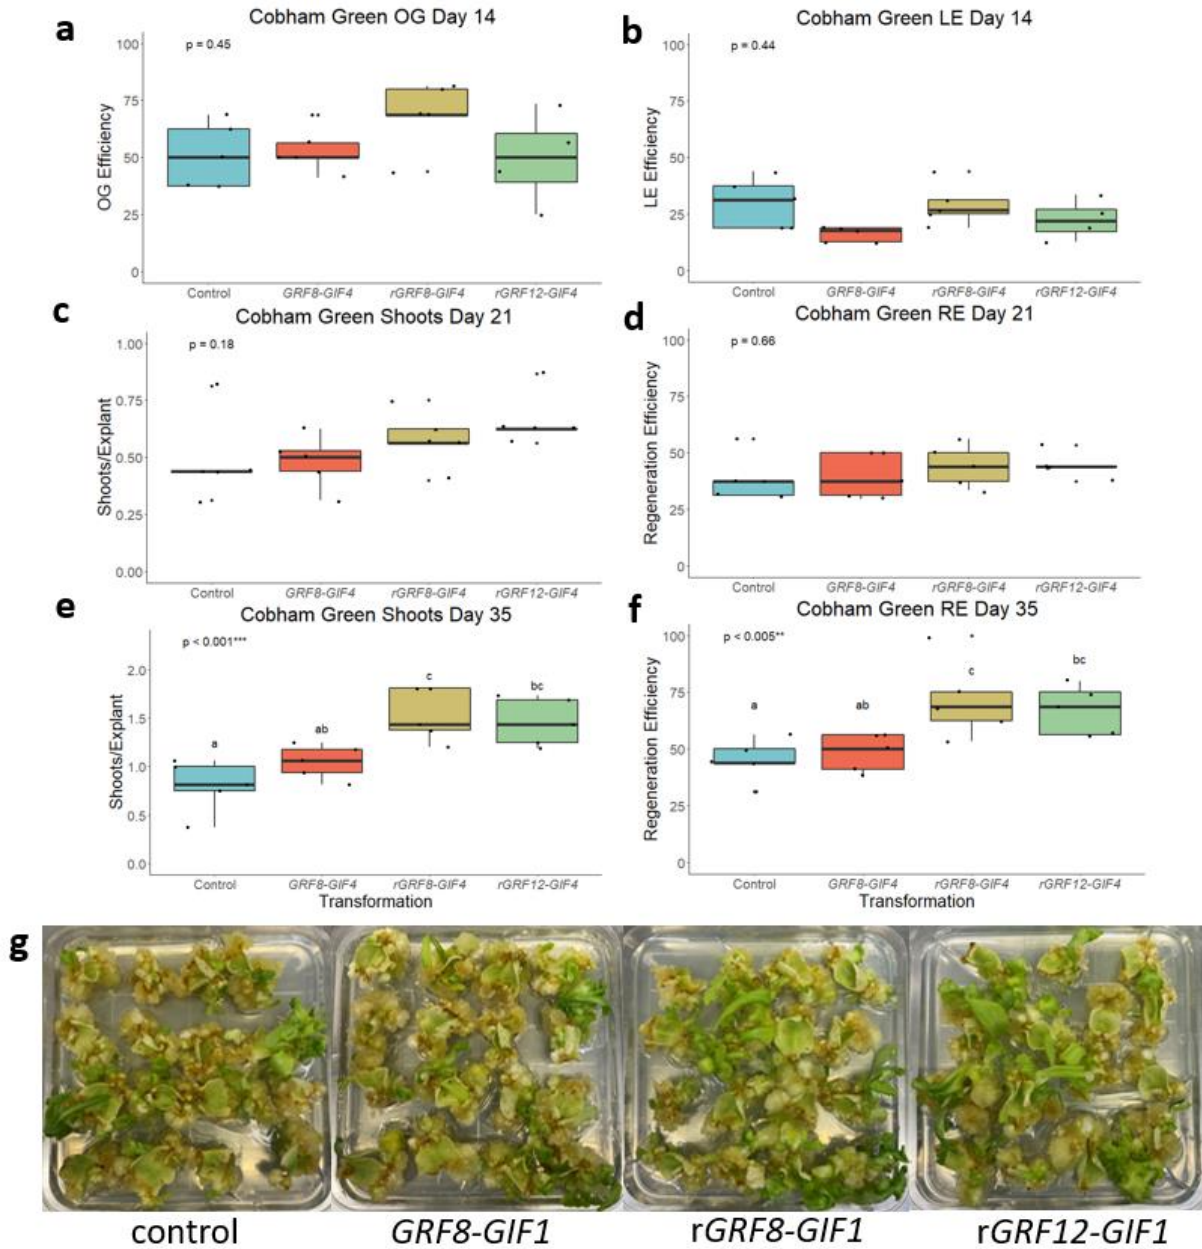 a
Cobham Green OG Day 14
p = 0.45
100
75
50
25
0
OG Efficiency
Control
GRF8-GIF4
rGRF8-GIF4
rGRF12-GIF4
b
Cobham Green LE Day 14
p = 0.44
100
75
50
25
0
LE Efficiency
Control
GRF8-GIF4
rGRF8-GIF4
rGRF12-GIF4
c
Cobham Green Shoots Day 21
p = 0.18
1.00
0.75
0.50
0.25
0.00
Shoots/Explant
Control
GRF8-GIF4
rGRF8-GIF4
rGRF12-GIF4
d
Cobham Green RE Day 21
p = 0.66
100
75
50
25
0
Regeneration Efficiency
Control
GRF8-GIF4
rGRF8-GIF4
rGRF12-GIF4
e
Cobham Green Shoots Day 35
p < 0.001***
2.0
1.5
1.0
0.5
0.0
Shoots/Explant
a
ab
c
bc
Control
GRF8-GIF4
rGRF8-GIF4
rGRF12-GIF4
Transformation
f
Cobham Green RE Day 35
p < 0.005**
100
75
50
25
0
Regeneration Efficiency
a
ab
c
bc
Control
GRF8-GIF4
rGRF8-GIF4
rGRF12-GIF4
Transformation
g
control
GRF8-GIF1
rGRF8-GIF1
rGRF12-GIF1